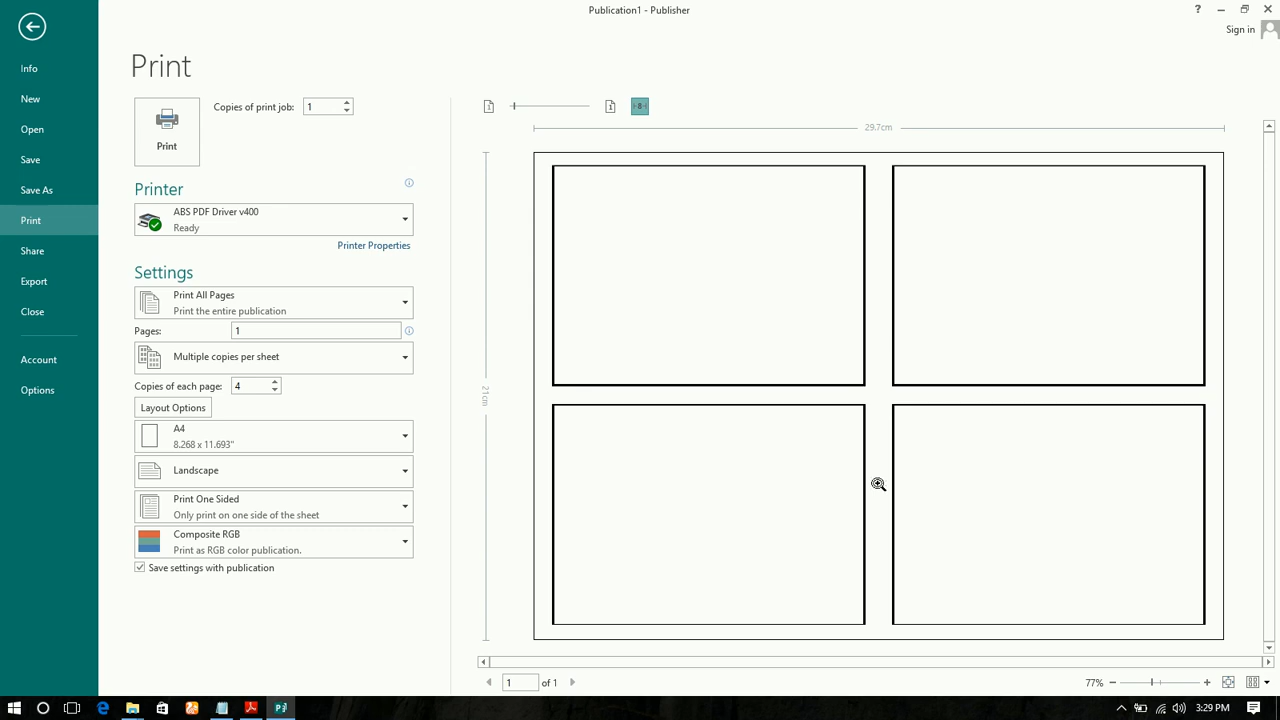 Publication1 - Publisher
?
Sign in
Info
New
Open
Save
Save As
Print
Share
Export
Close
Account
Options
Print
Print
Copies of print job: 1
Printer
ABS PDF Driver v400
Ready
Printer Properties
Settings
Print All Pages
Print the entire publication
Pages: 1
Multiple copies per sheet
Copies of each page: 4
Layout Options
A4
8.268 x 11.693"
Landscape
Print One Sided
Only print on one side of the sheet
Composite RGB
Print as RGB color publication.
Save settings with publication
1 1
29.7cm
21cm
1 of 1
77%
3:29 PM